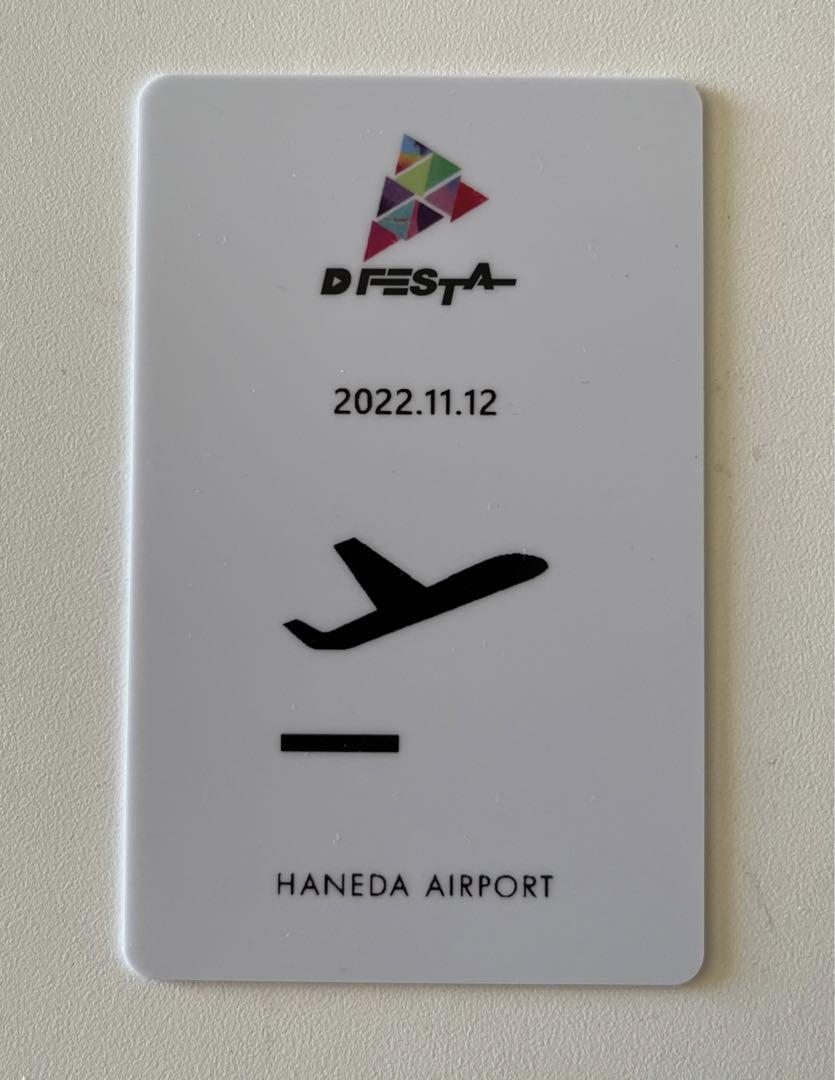 D FESTA
2022.11.12
HANEDA AIRPORT